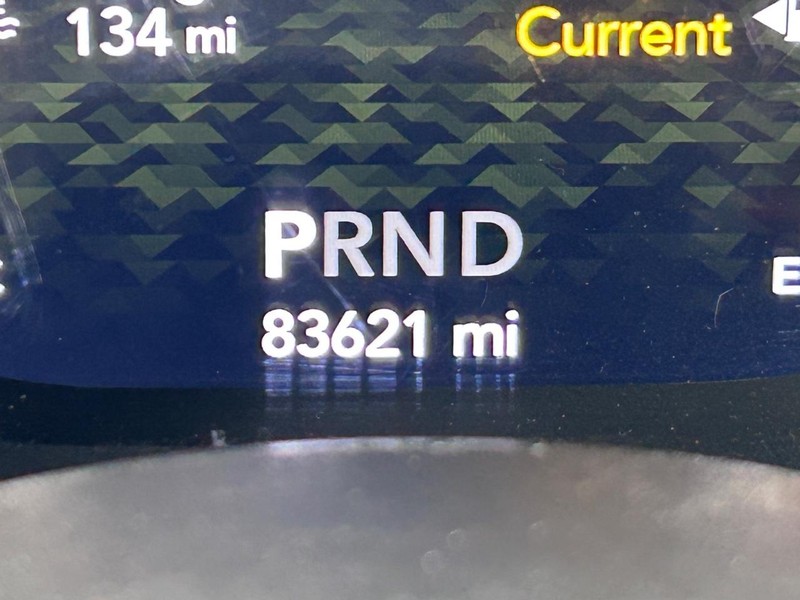 134 mi
Current
PRND
83621 mi